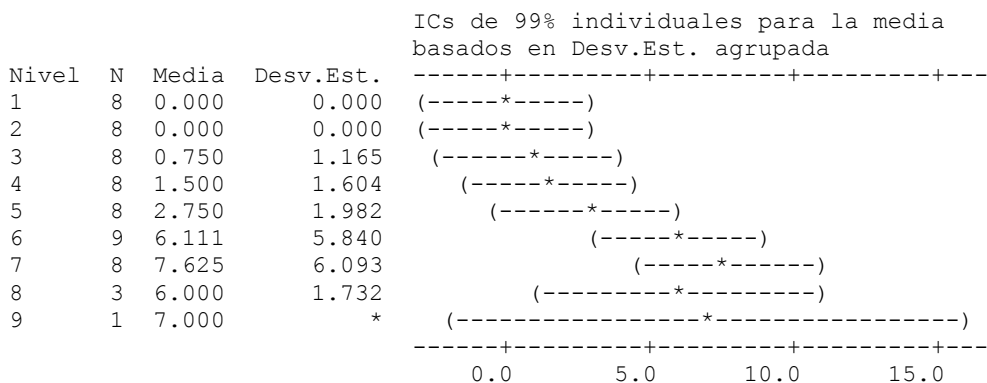 ICs de 99% individuales para la media
                            basados en Desv.Est. agrupada
Nivel  N  Media  Desv.Est.  ------+---------+---------+---------+---
1      8  0.000      0.000  (-----*-----)
2      8  0.000      0.000  (-----*-----)
3      8  0.750      1.165   (------*-----)
4      8  1.500      1.604     (-----*-----)
5      8  2.750      1.982       (------*-----)
6      9  6.111      5.840              (-----*-----)
7      8  7.625      6.093                 (-----*------)
8      3  6.000      1.732          (---------*---------)
9      1  7.000          *    (-----------------*-----------------)
                            ------+---------+---------+---------+---
                                0.0       5.0      10.0      15.0